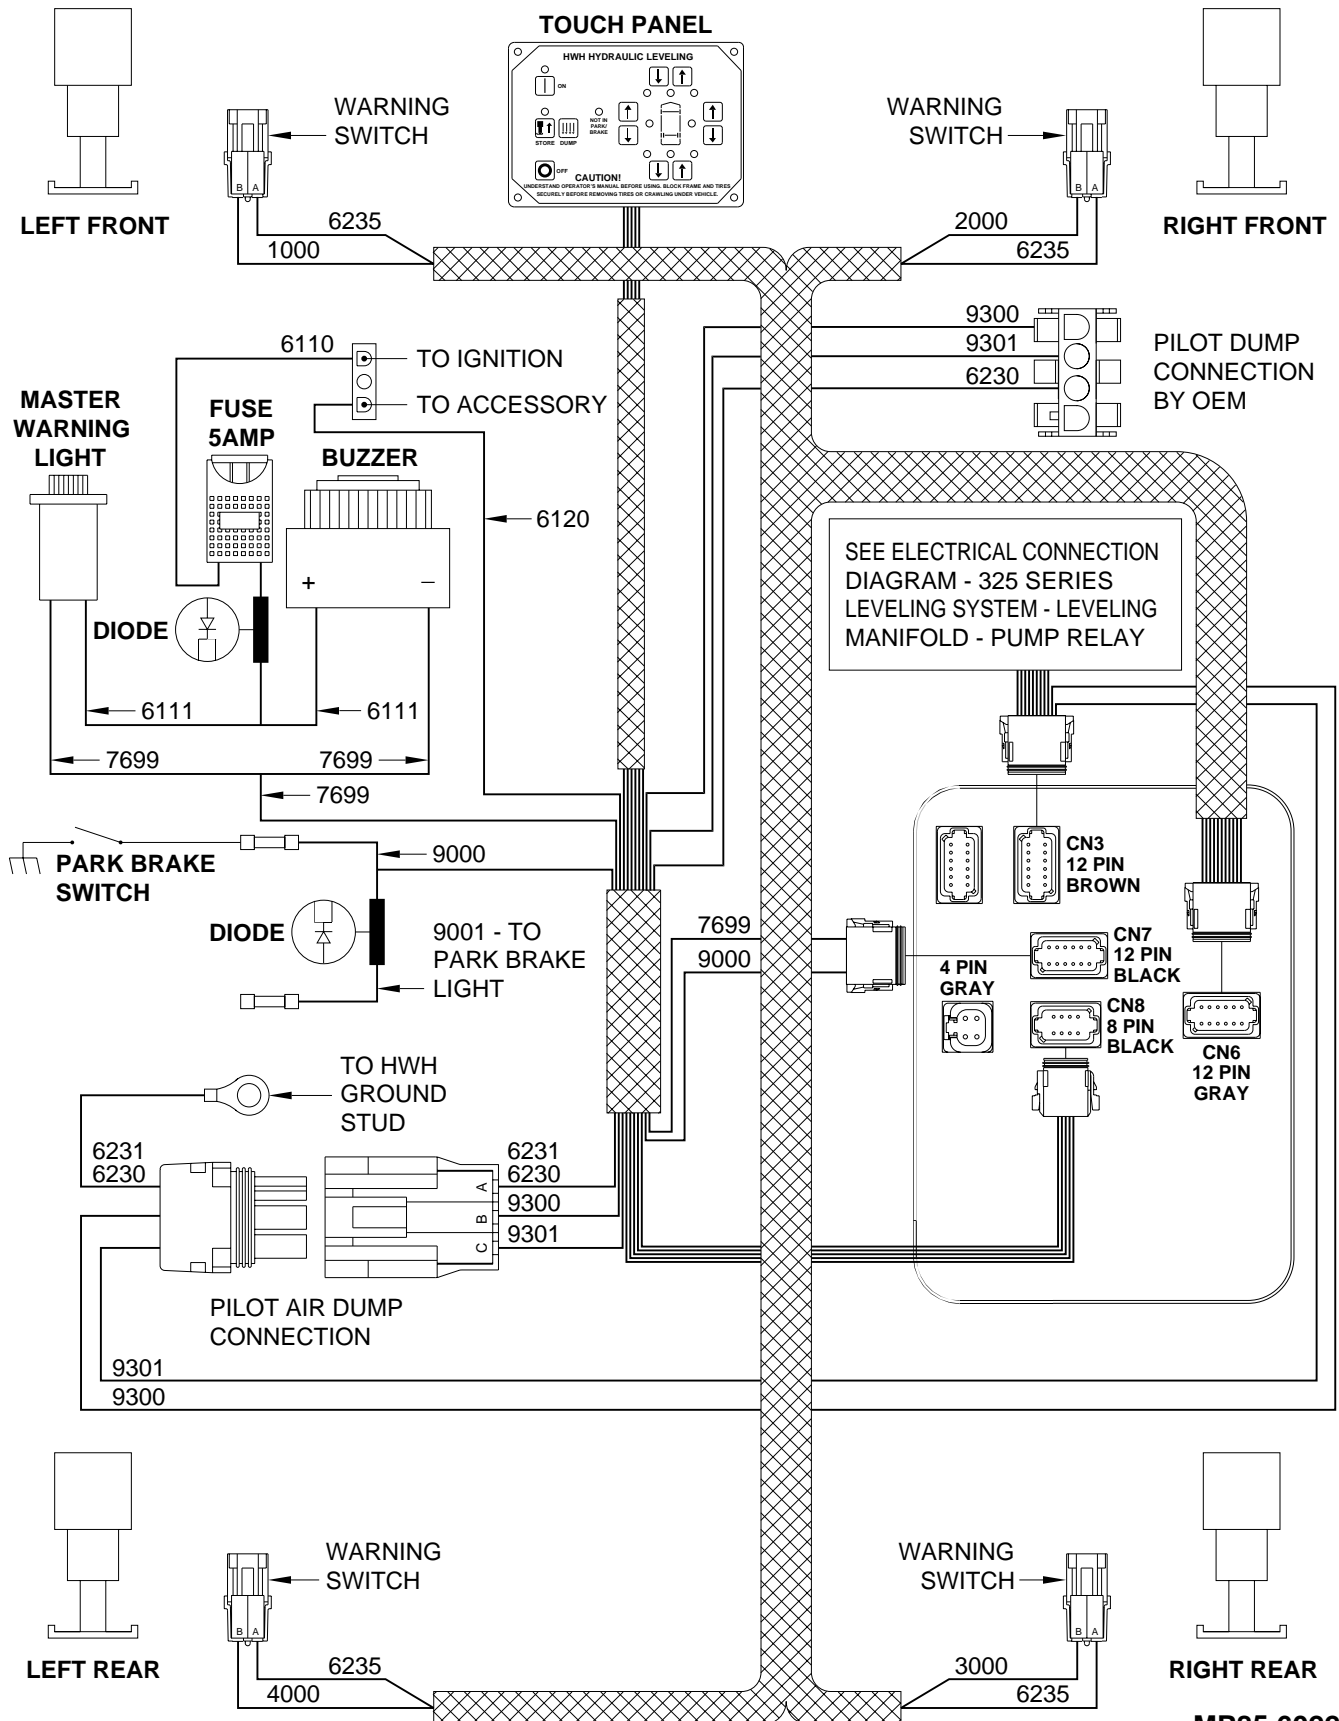 TOUCH PANEL
HWH HYDRAULIC LEVELING
ON
NOT IN
PARK/
BRAKE
STORE DUMP
OFF
CAUTION!
UNDERSTAND OPERATOR'S MANUAL BEFORE USING. BLOCK FRAME AND TIRES
SECURELY BEFORE REMOVING TIRES OR CRAWLING UNDER VEHICLE.
WARNING
SWITCH
B A
LEFT FRONT
6235
1000
WARNING
SWITCH
B A
RIGHT FRONT
2000
6235
9300
9301
6230
PILOT DUMP
CONNECTION
BY OEM
6110
TO IGNITION
TO ACCESSORY
MASTER
WARNING
LIGHT
FUSE
5AMP
BUZZER
+ −
6120
DIODE
6111
6111
7699
7699
7699
SEE ELECTRICAL CONNECTION
DIAGRAM - 325 SERIES
LEVELING SYSTEM - LEVELING
MANIFOLD - PUMP RELAY
PARK BRAKE
SWITCH
9000
DIODE
9001 - TO
PARK BRAKE
LIGHT
7699
9000
CN3
12 PIN
BROWN
CN7
12 PIN
BLACK
4 PIN
GRAY
CN8
8 PIN
BLACK
CN6
12 PIN
GRAY
TO HWH
GROUND
STUD
6231
6230
6231
6230
9300
9301
A
B
C
PILOT AIR DUMP
CONNECTION
9301
9300
WARNING
SWITCH
B A
LEFT REAR
6235
4000
WARNING
SWITCH
B A
RIGHT REAR
3000
6235